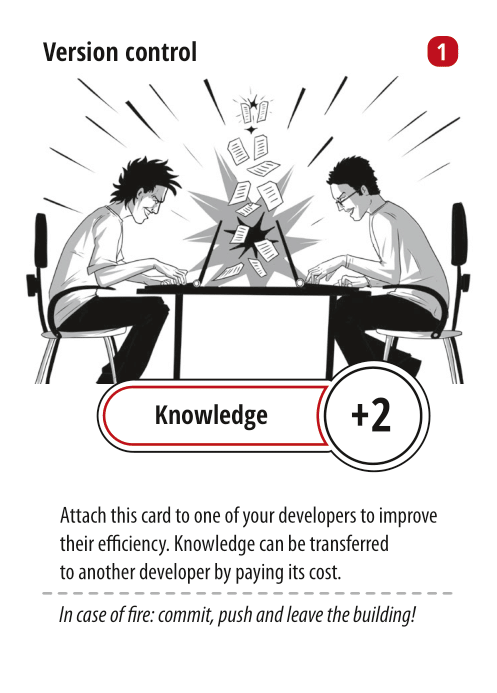 Version control
1
Knowledge
+2
Attach this card to one of your developers to improve
their efficiency. Knowledge can be transferred
to another developer by paying its cost.
In case of fire: commit, push and leave the building!